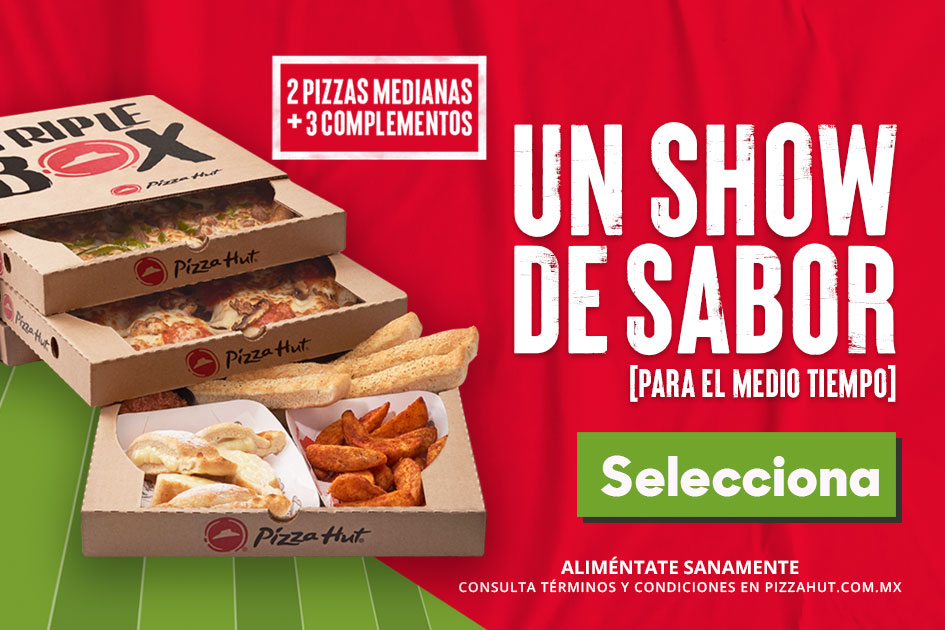 2 PIZZAS MEDIANAS
+ 3 COMPLEMENTOS
TRIPLE
BOX
Pizza Hut
Pizza Hut
Pizza Hut
Pizza Hut
UN SHOW
DE SABOR
[PARA EL MEDIO TIEMPO]
Selecciona
ALIMÉNTATE SANAMENTE
CONSULTA TÉRMINOS Y CONDICIONES EN PIZZAHUT.COM.MX